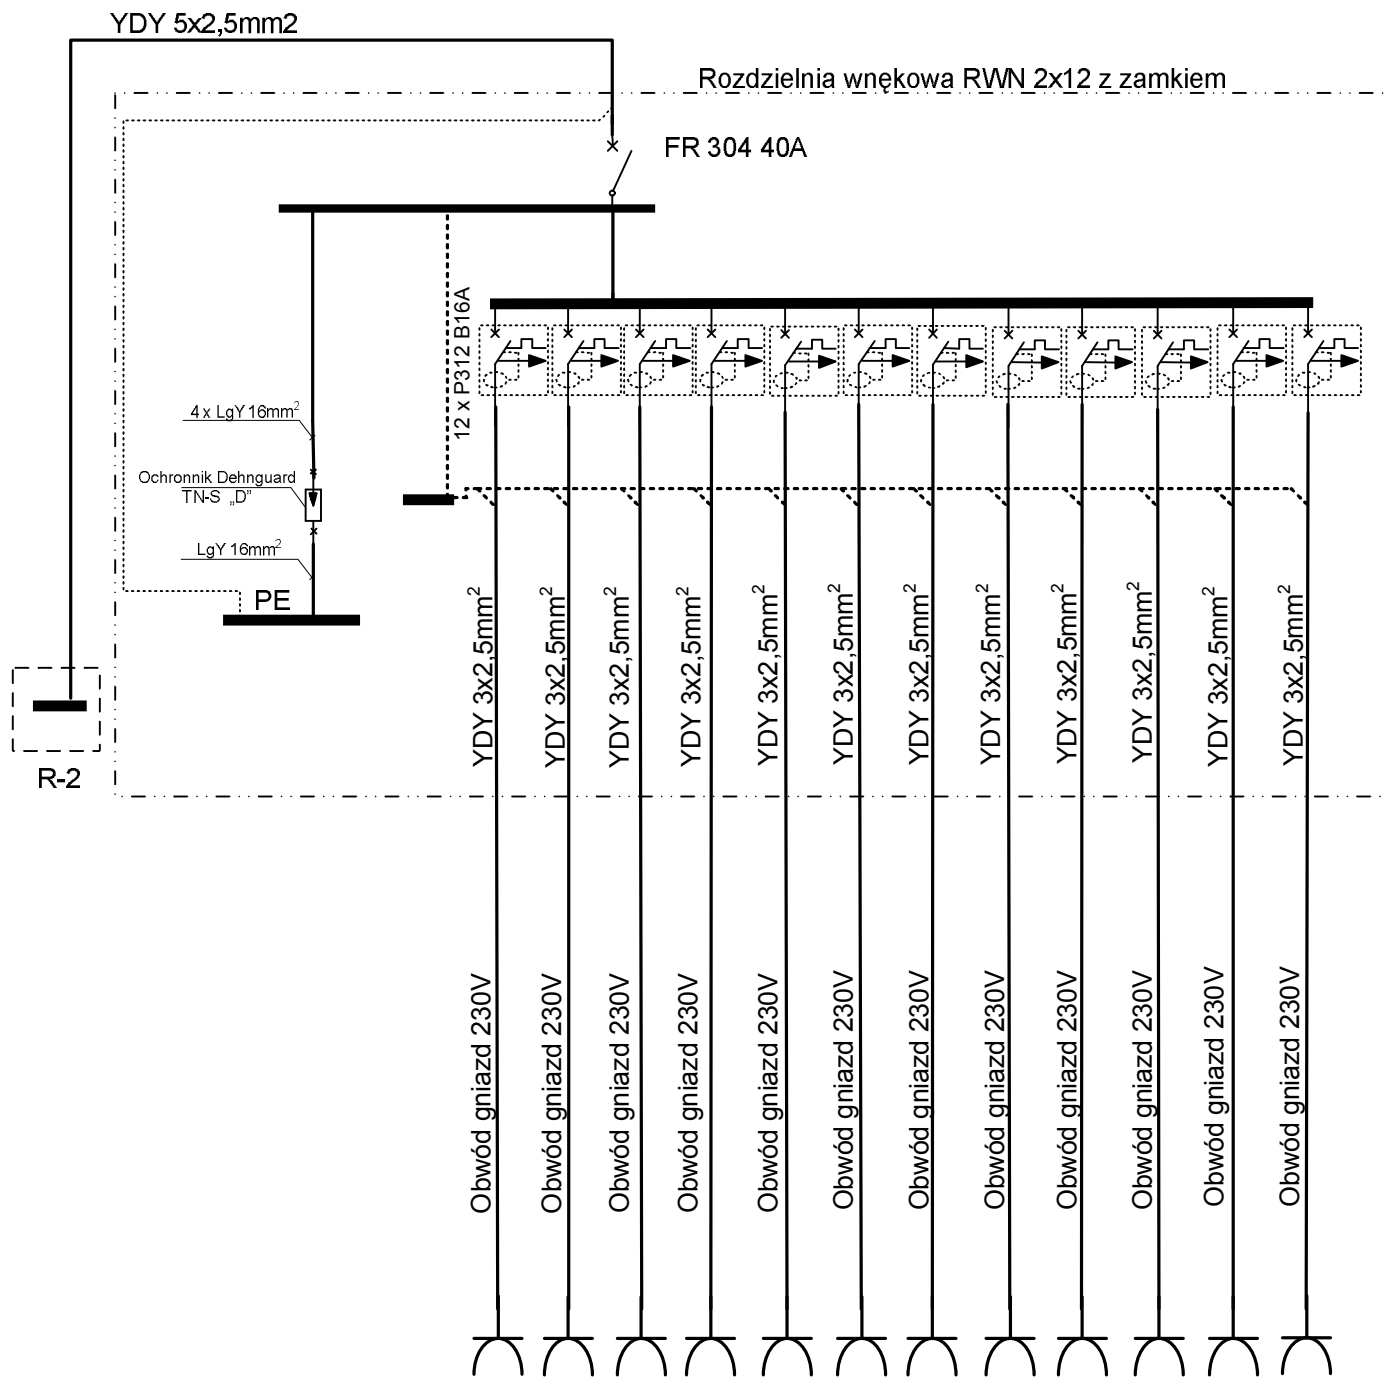 YDY 5x2,5mm2
Rozdzielnia wnękowa RWN 2x12 z zamkiem
FR 304 40A
12 x P312 B16A
4 x LgY 16mm²
Ochronnik Dehnguard
TN-S „D”
LgY 16mm²
PE
R-2
YDY 3x2,5mm²
YDY 3x2,5mm²
YDY 3x2,5mm²
YDY 3x2,5mm²
YDY 3x2,5mm²
YDY 3x2,5mm²
YDY 3x2,5mm²
YDY 3x2,5mm²
YDY 3x2,5mm²
YDY 3x2,5mm²
YDY 3x2,5mm²
YDY 3x2,5mm²
Obwód gniazd 230V
Obwód gniazd 230V
Obwód gniazd 230V
Obwód gniazd 230V
Obwód gniazd 230V
Obwód gniazd 230V
Obwód gniazd 230V
Obwód gniazd 230V
Obwód gniazd 230V
Obwód gniazd 230V
Obwód gniazd 230V
Obwód gniazd 230V